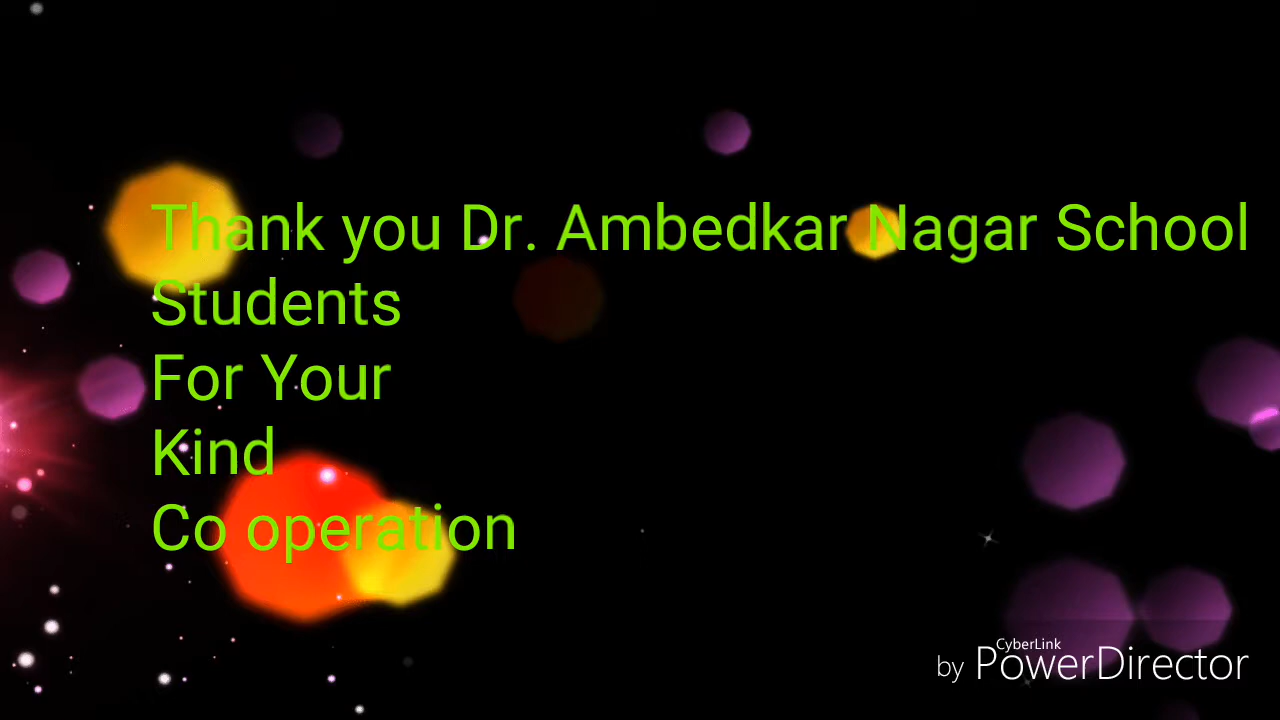 Thank you Dr. Ambedkar Nagar School
Students
For Your
Kind
Co operation
CyberLink
by PowerDirector